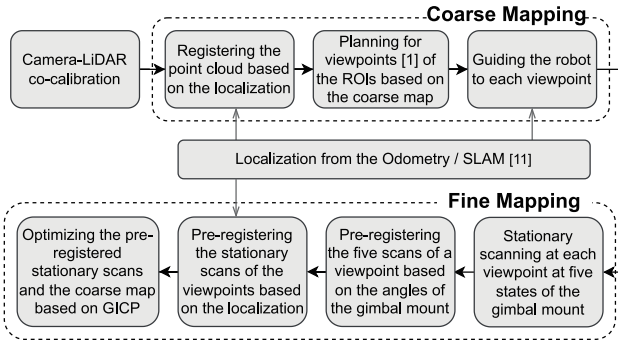 Coarse Mapping
Camera-LiDAR
co-calibration
Registering the
point cloud based
on the localization
Planning for
viewpoints [1] of
the ROIs based on
the coarse map
Guiding the robot
to each viewpoint
Localization from the Odometry / SLAM [11]
Fine Mapping
Optimizing the pre-
registered
stationary scans
and the coarse map
based on GICP
Pre-registering
the stationary
scans of the
viewpoints based
on the localization
Pre-registering
the five scans of a
viewpoint based
on the angles of
the gimbal mount
Stationary
scanning at each
viewpoint at five
states of the
gimbal mount